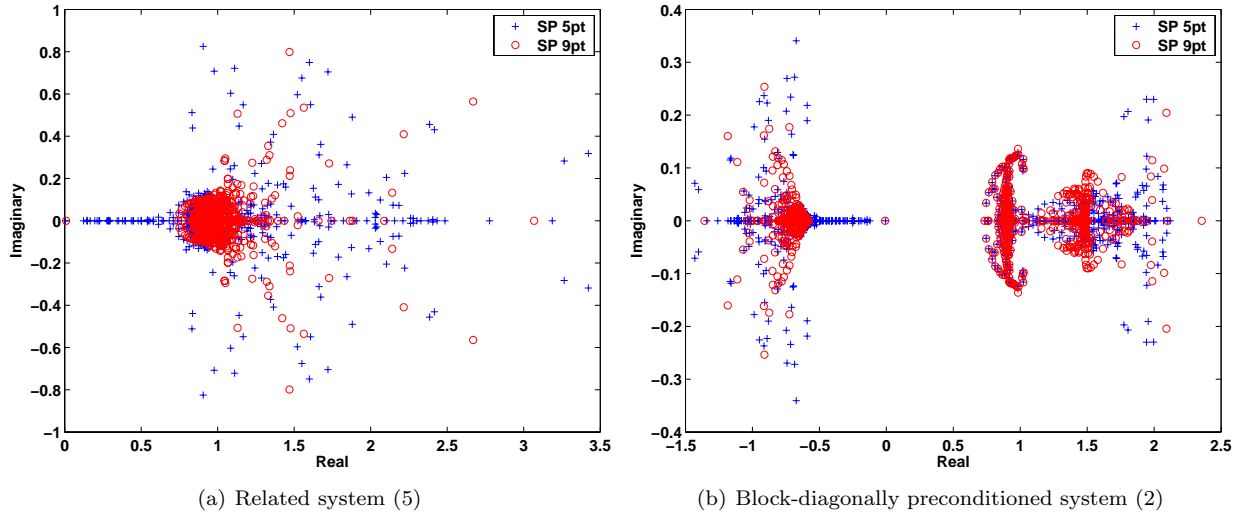 1
0.8
0.6
0.4
0.2
0
−0.2
−0.4
−0.6
−0.8
−1
Imaginary
0 0.5 1 1.5 2 2.5 3 3.5
Real
SP 5pt
SP 9pt
(a) Related system (5)
0.4
0.3
0.2
0.1
0
−0.1
−0.2
−0.3
−0.4
Imaginary
−1.5 −1 −0.5 0 0.5 1 1.5 2 2.5
Real
SP 5pt
SP 9pt
(b) Block-diagonally preconditioned system (2)